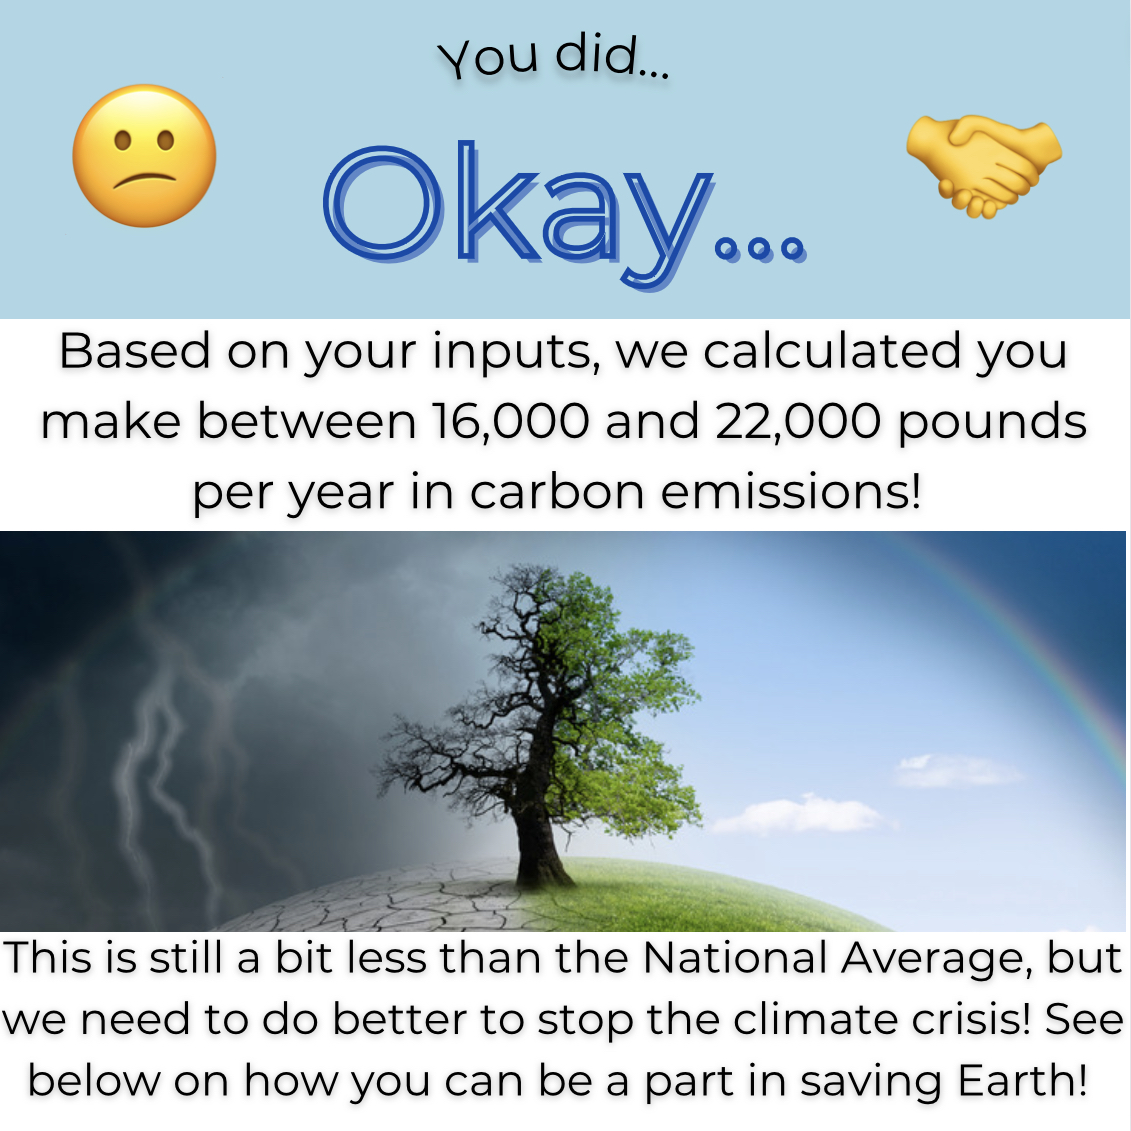 You did...
Okay...
Based on your inputs, we calculated you
make between 16,000 and 22,000 pounds
per year in carbon emissions!
This is still a bit less than the National Average, but
we need to do better to stop the climate crisis! See
below on how you can be a part in saving Earth!